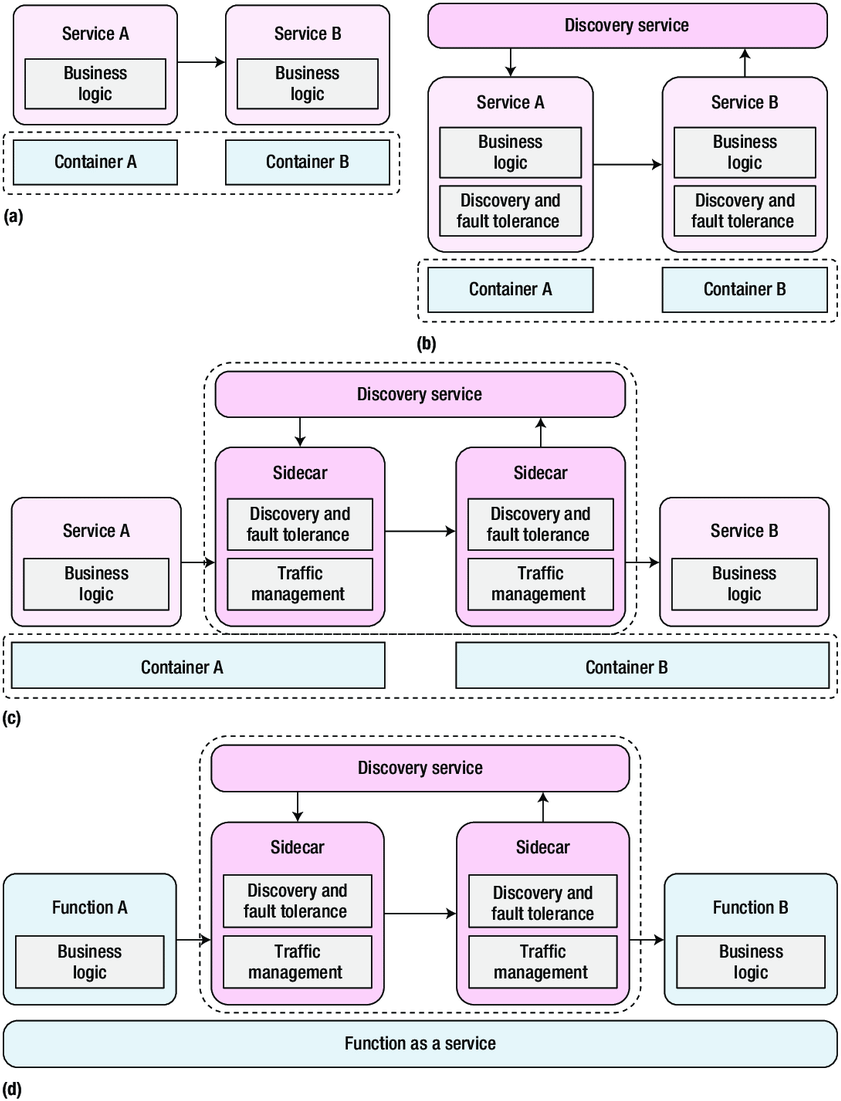 Service A
Business
logic
Service B
Business
logic
Container A
Container B
(a)
Discovery service
Service A
Business
logic
Discovery and
fault tolerance
Service B
Business
logic
Discovery and
fault tolerance
Container A
Container B
(b)
Discovery service
Service A
Business
logic
Sidecar
Discovery and
fault tolerance
Traffic
management
Sidecar
Discovery and
fault tolerance
Traffic
management
Service B
Business
logic
Container A
Container B
(c)
Discovery service
Function A
Business
logic
Sidecar
Discovery and
fault tolerance
Traffic
management
Sidecar
Discovery and
fault tolerance
Traffic
management
Function B
Business
logic
Function as a service
(d)